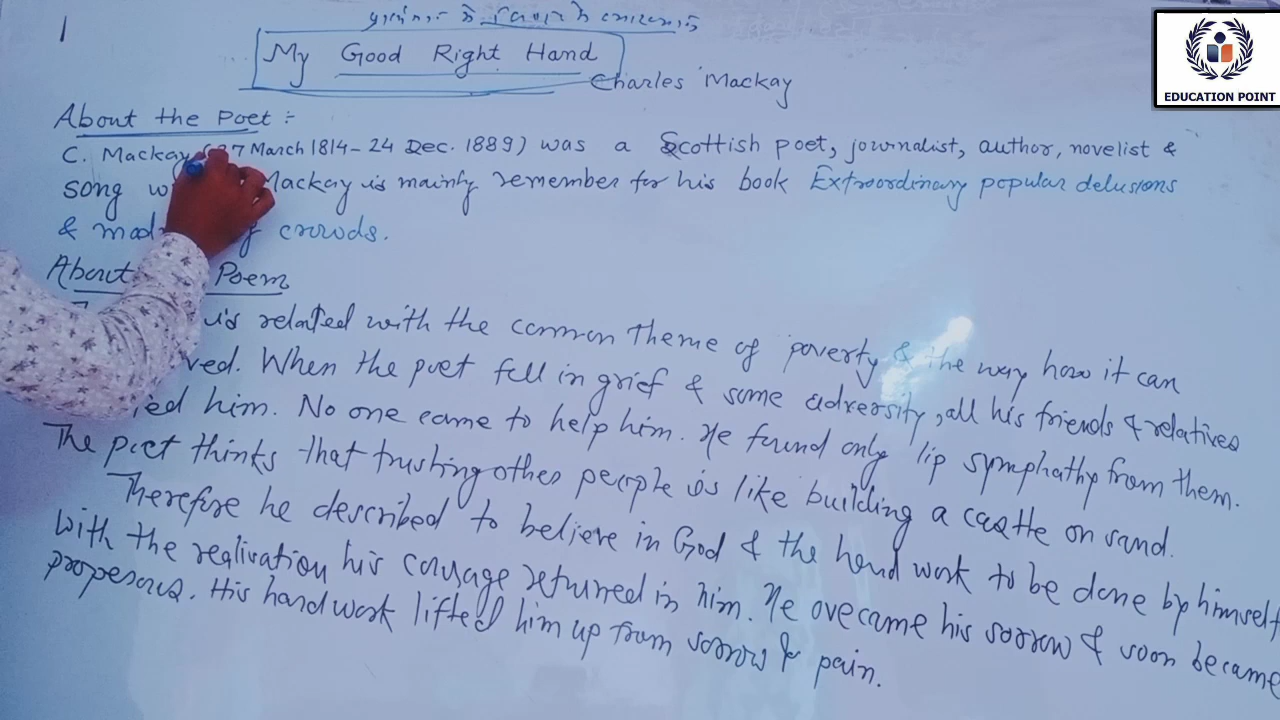 1
My Good Right Hand
Charles Mackay
EDUCATION POINT
About the Poet :
C. Mackay (27 March 1814 - 24 Dec. 1889) was a Scottish poet, journalist, author, novelist &
song Mackay is mainly remember for his book Extraordinary popular delusions
& crowds.
About Poem
is related with the common theme of poverty & the way how it can
When the poet fell in grief & some adversity, all his friends & relatives
him. No one came to help him. He found only lip symphathy from them.
The poet thinks that trusting other people is like building a castle on sand.
Therefore he described to believe in God & the hand work to be done by himself
with the realisation his courage returned in him. He overcame his sorrow & soon became
properous. His hand work lifted him up from sorrow & pain.